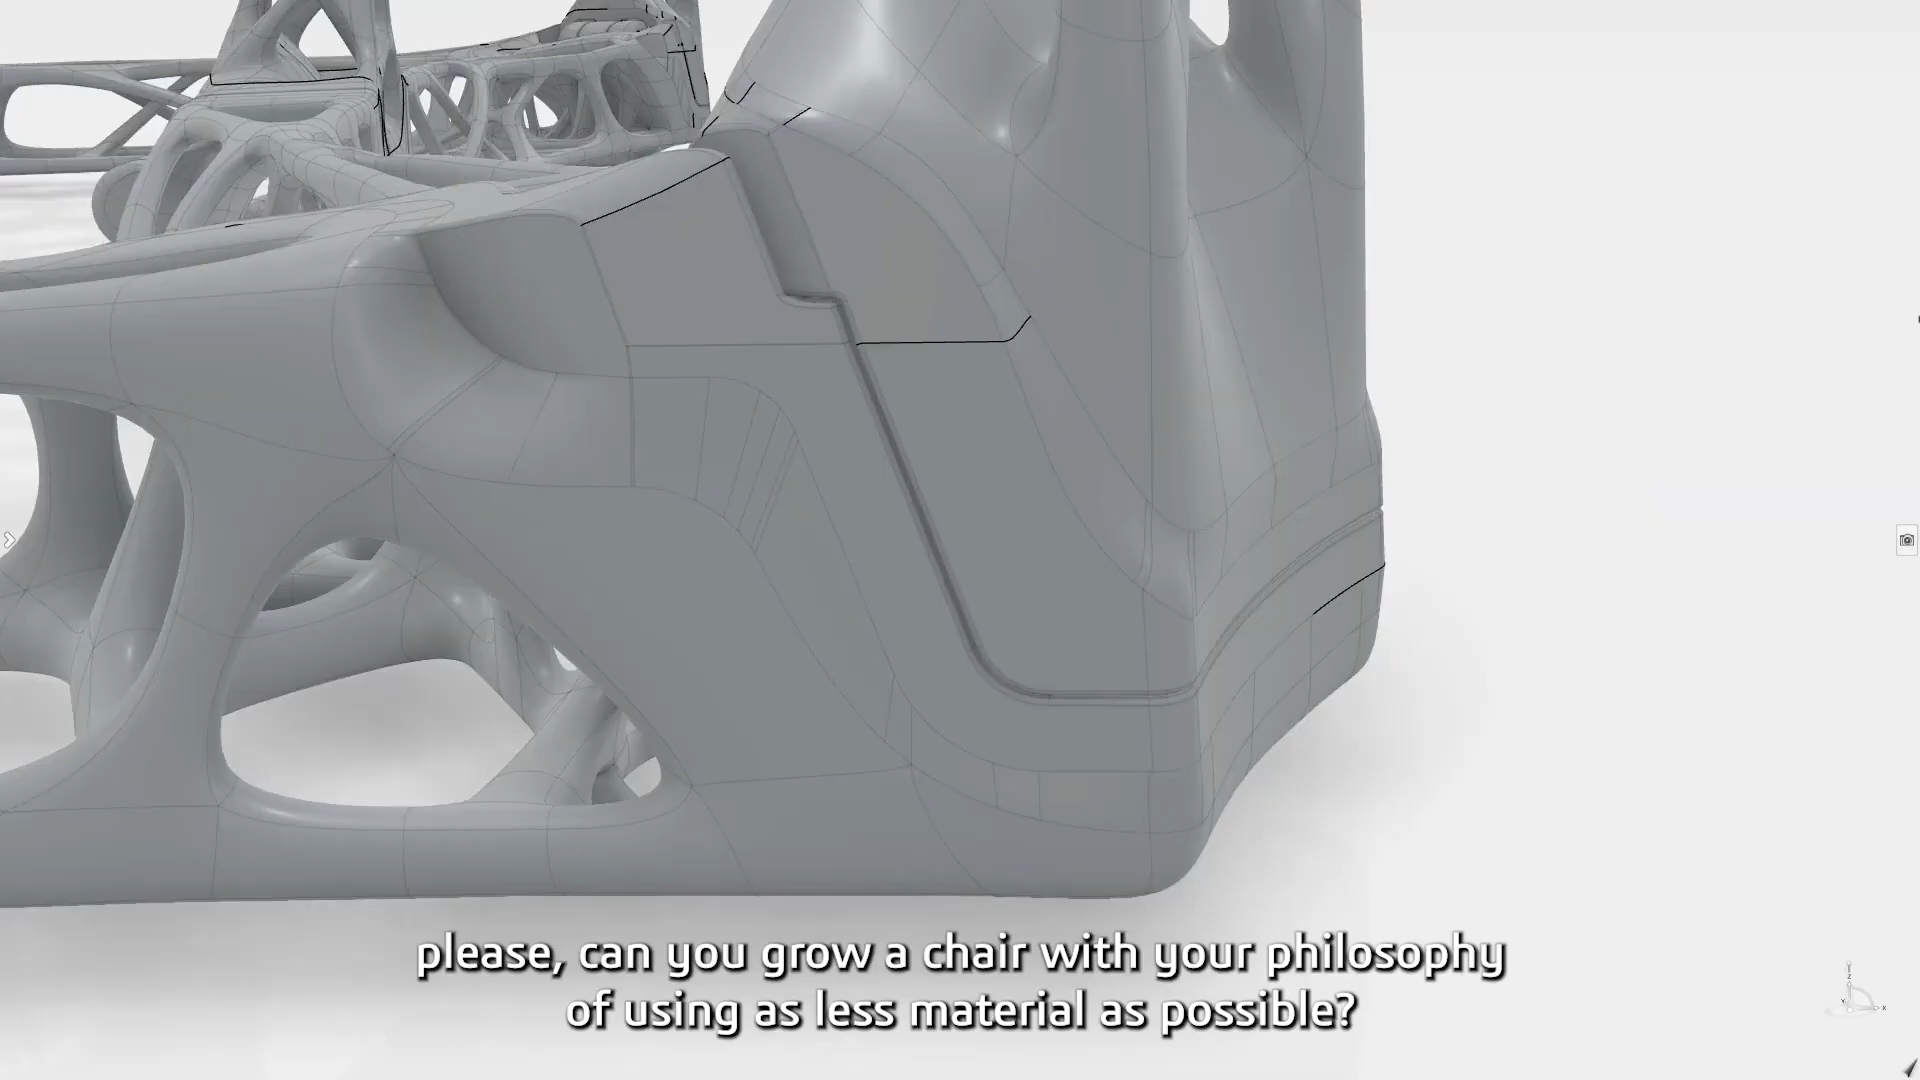 please, can you grow a chair with your philosophy
of using as less material as possible?